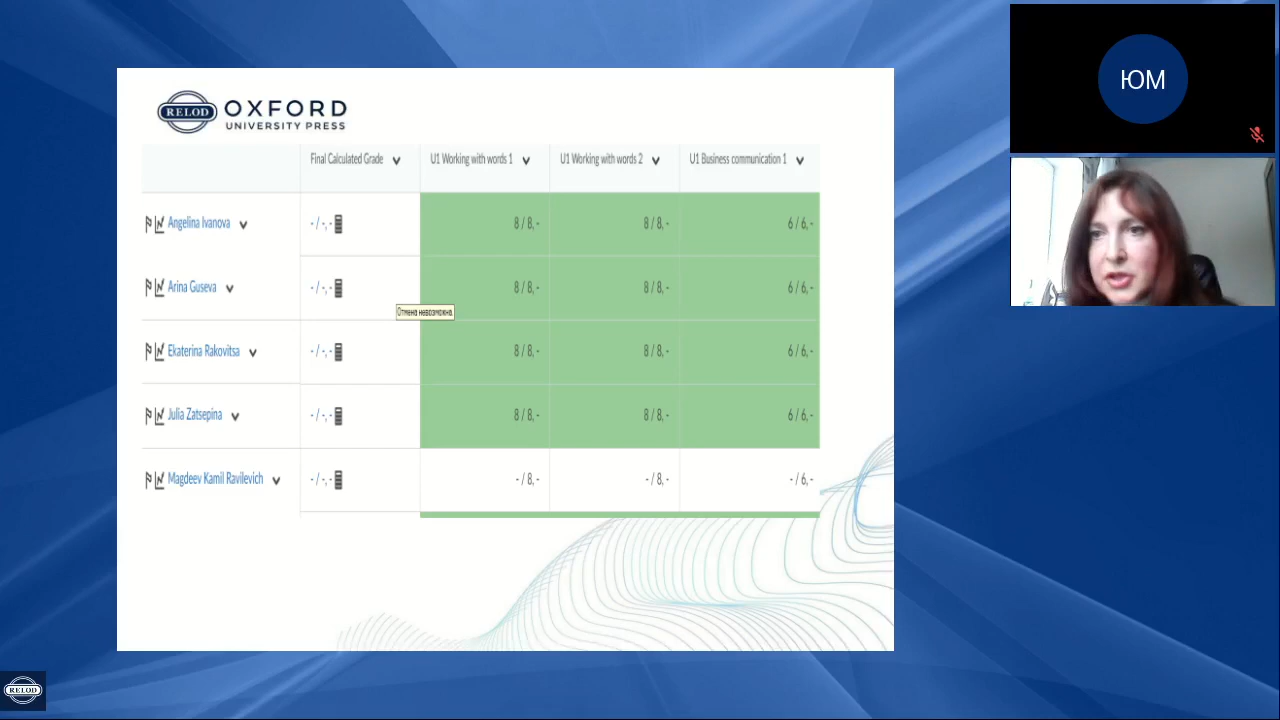 RELOD OXFORD
UNIVERSITY PRESS
Final Calculated Grade U1 Working with words 1 U1 Working with words 2 U1 Business communication 1
Angelina Ivanova - / -, - 8 / 8, - 8 / 8, - 6 / 6, -
Arina Guseva - / -, - 8 / 8, - 8 / 8, - 6 / 6, -
Отмена невозможна
Ekaterina Rakovitsa - / -, - 8 / 8, - 8 / 8, - 6 / 6, -
Julia Zatsepina - / -, - 8 / 8, - 8 / 8, - 6 / 6, -
Magdeev Kamil Ravilevich - / -, - - / 8, - - / 8, - - / 6, -
ЮМ
RELOD